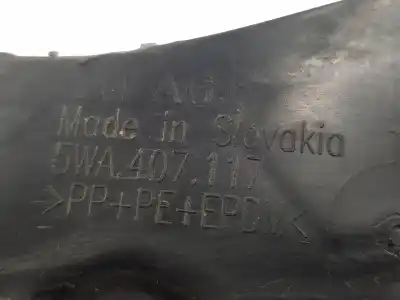 Made in Slovakia
5WA.407.117
>PP+PE+EPDM<